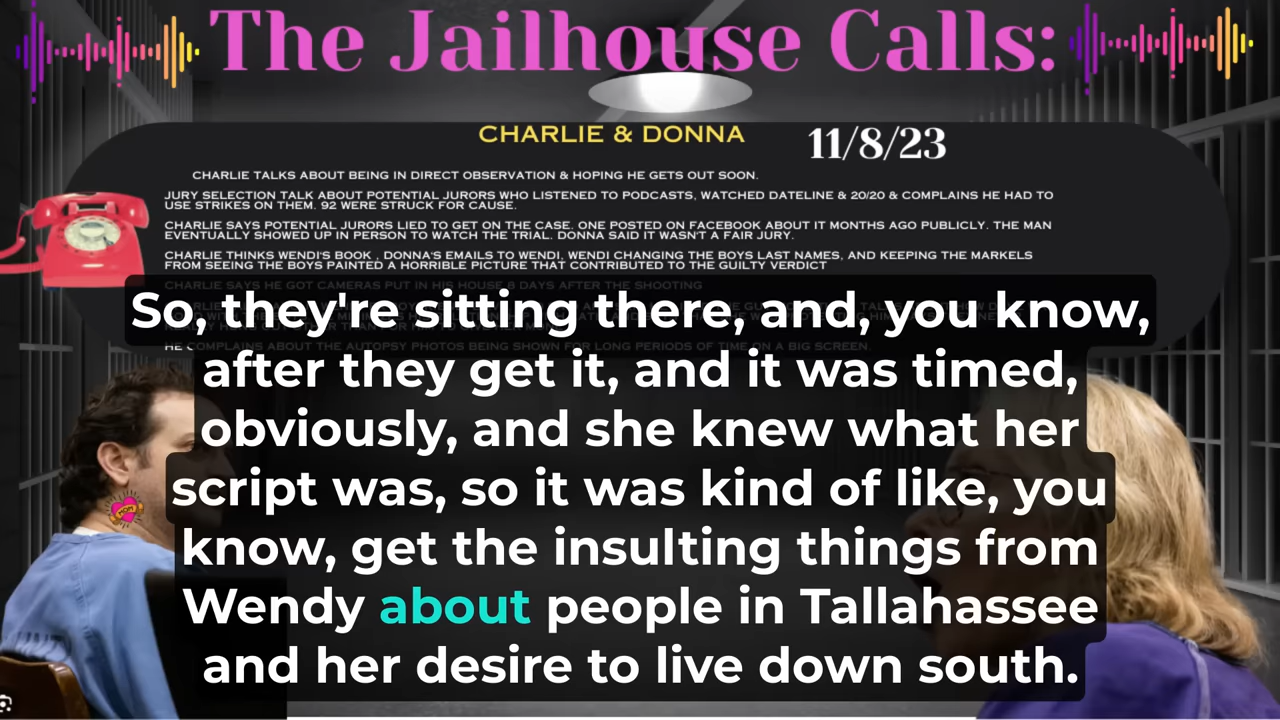 The Jailhouse Calls:
CHARLIE & DONNA 11/8/23
CHARLIE TALKS ABOUT BEING IN DIRECT OBSERVATION & HOPING HE GETS OUT SOON.
JURY SELECTION TALK ABOUT POTENTIAL JURORS WHO LISTENED TO PODCASTS, WATCHED DATELINE & 20/20 & COMPLAINS HE HAD TO
USE STRIKES ON THEM. 92 WERE STRUCK FOR CAUSE.
CHARLIE SAYS POTENTIAL JURORS LIED TO GET ON THE CASE. ONE POSTED ON FACEBOOK ABOUT IT MONTHS AGO PUBLICLY. THE MAN
EVENTUALLY SHOWED UP IN PERSON TO WATCH THE TRIAL. DONNA SAID IT WASN'T A FAIR JURY.
CHARLIE THINKS WENDI'S BOOK , DONNA'S EMAILS TO WENDI, WENDI CHANGING THE BOYS LAST NAMES, AND KEEPING THE MARKELS
FROM SEEING THE BOYS PAINTED A HORRIBLE PICTURE THAT CONTRIBUTED TO THE GUILTY VERDICT
CHARLIE SAYS HE GOT CAMERAS PUT IN HIS HOUSE 8 DAYS AFTER THE SHOOTING
HE COMPLAINS ABOUT THE AUTOPSY PHOTOS BEING SHOWN FOR LONG PERIODS OF TIME ON A BIG SCREEN.
So, they're sitting there, and, you know,
after they get it, and it was timed,
obviously, and she knew what her
script was, so it was kind of like, you
know, get the insulting things from
Wendy about people in Tallahassee
and her desire to live down south.